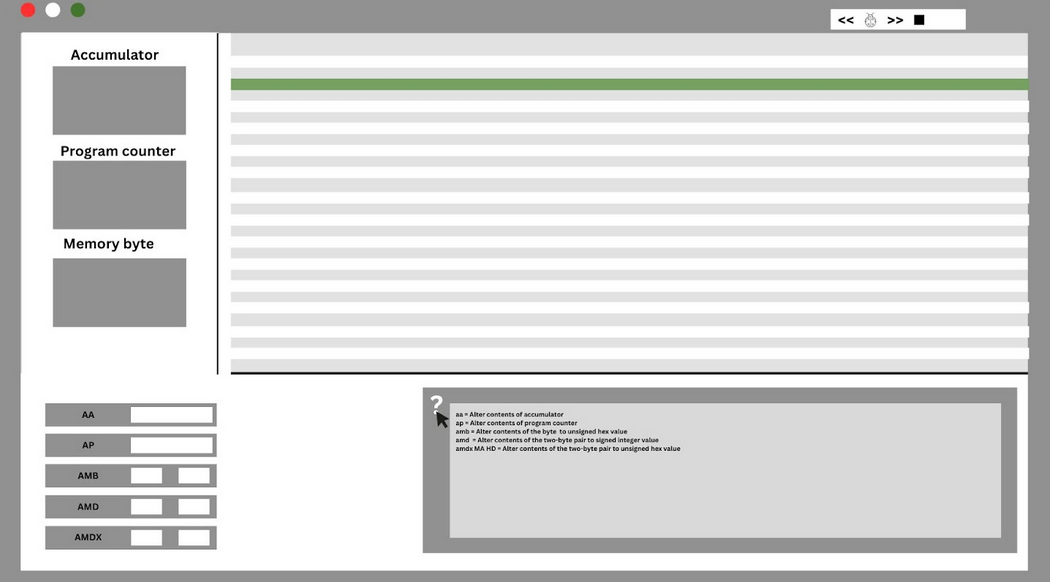 << >>
Accumulator
Program counter
Memory byte
AA
AP
AMB
AMD
AMDX
?
aa = Alter contents of accumulator
ap = Alter contents of program counter
amb = Alter contents of the byte to unsigned hex value
amd = Alter contents of the two-byte pair to signed integer value
amdx MA HD = Alter contents of the two-byte pair to unsigned hex value